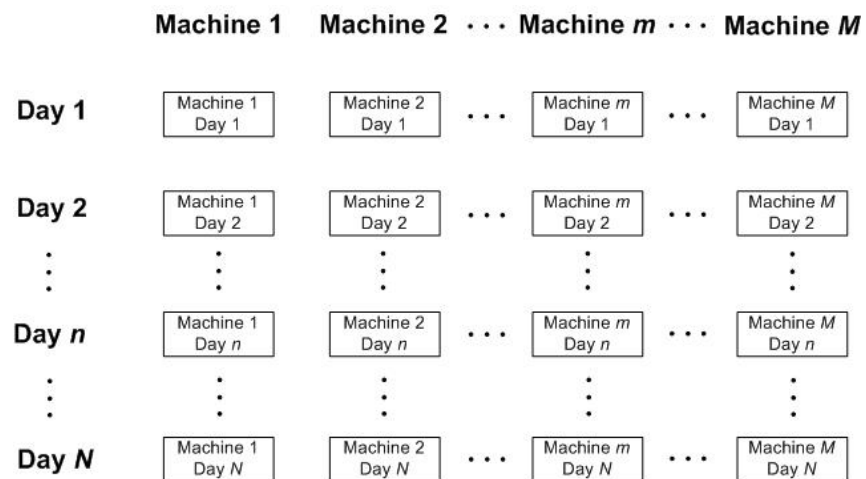 Machine 1 Machine 2 · · · Machine m · · · Machine M
Day 1
Machine 1 Machine 2 Machine m Machine M
Day 1 Day 1 · · · Day 1 · · · Day 1
Day 2
Machine 1 Machine 2 Machine m Machine M
Day 2 Day 2 · · · Day 2 · · · Day 2
Day n
Machine 1 Machine 2 Machine m Machine M
Day n Day n · · · Day n · · · Day n
Day N
Machine 1 Machine 2 Machine m Machine M
Day N Day N · · · Day N · · · Day N